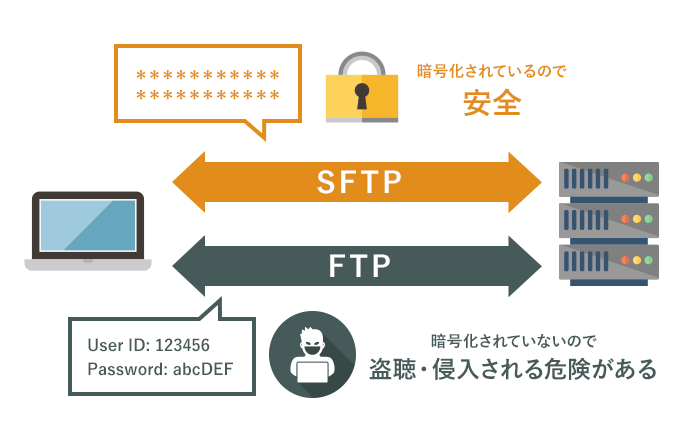 ***********
***********
暗号化されているので
安全
SFTP
FTP
User ID: 123456
Password: abcDEF
暗号化されていないので
盗聴・侵入される危険がある